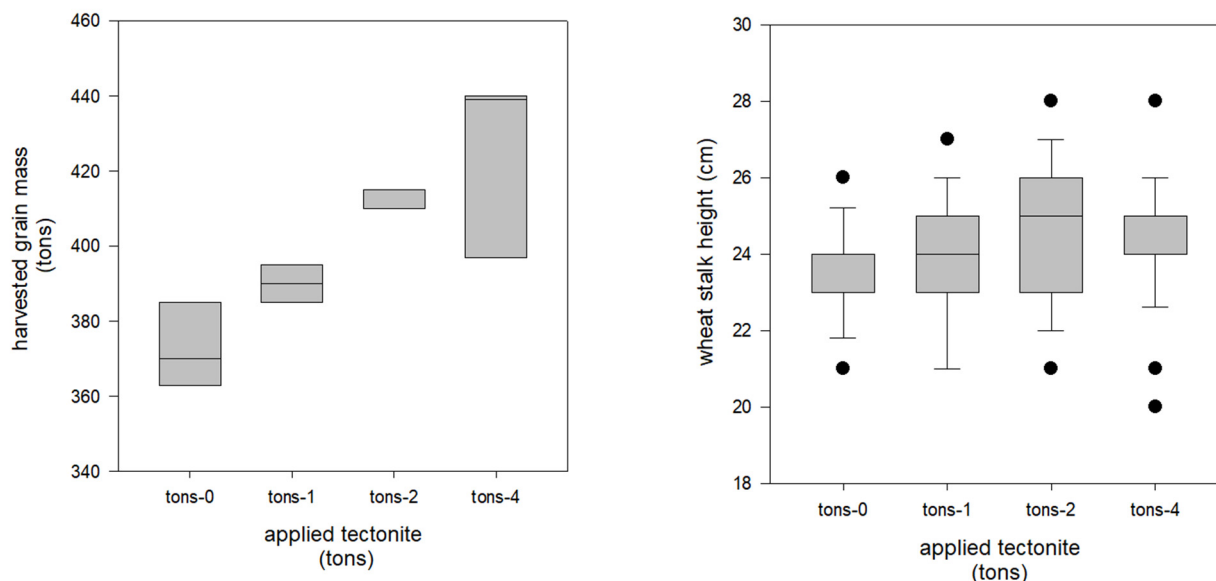 harvested grain mass
(tons)
460
440
420
400
380
360
340
tons-0 tons-1 tons-2 tons-4
applied tectonite
(tons)
wheat stalk height (cm)
30
28
26
24
22
20
18
tons-0 tons-1 tons-2 tons-4
applied tectonite
(tons)